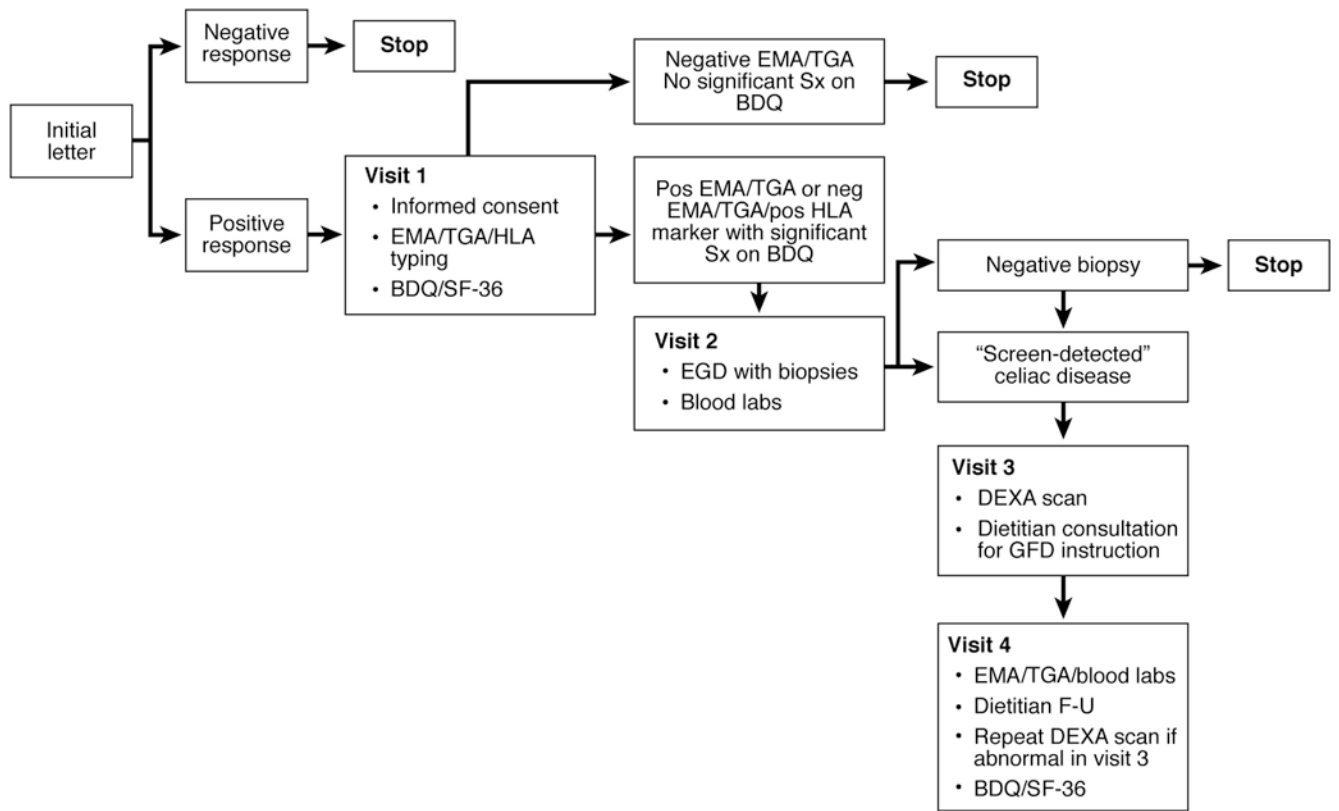 Initial
letter
Negative
response
Stop
Positive
response
Visit 1
• Informed consent
• EMA/TGA/HLA
typing
• BDQ/SF-36
Negative EMA/TGA
No significant Sx on
BDQ
Stop
Pos EMA/TGA or neg
EMA/TGA/pos HLA
marker with significant
Sx on BDQ
Visit 2
• EGD with biopsies
• Blood labs
Negative biopsy
Stop
“Screen-detected”
celiac disease
Visit 3
• DEXA scan
• Dietitian consultation
for GFD instruction
Visit 4
• EMA/TGA/blood labs
• Dietitian F-U
• Repeat DEXA scan if
abnormal in visit 3
• BDQ/SF-36